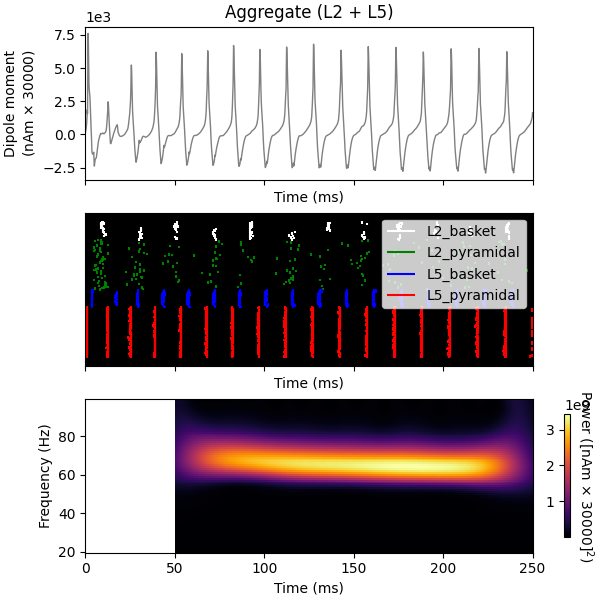 Aggregate (L2 + L5)
1e3
7.5
5.0
2.5
0.0
−2.5
Dipole moment
(nAm × 30000)
Time (ms)
L2_basket
L2_pyramidal
L5_basket
L5_pyramidal
Time (ms)
80
60
40
20
Frequency (Hz)
0
50
100
150
200
250
Time (ms)
3
2
1
Power ([nAm × 30000]²)